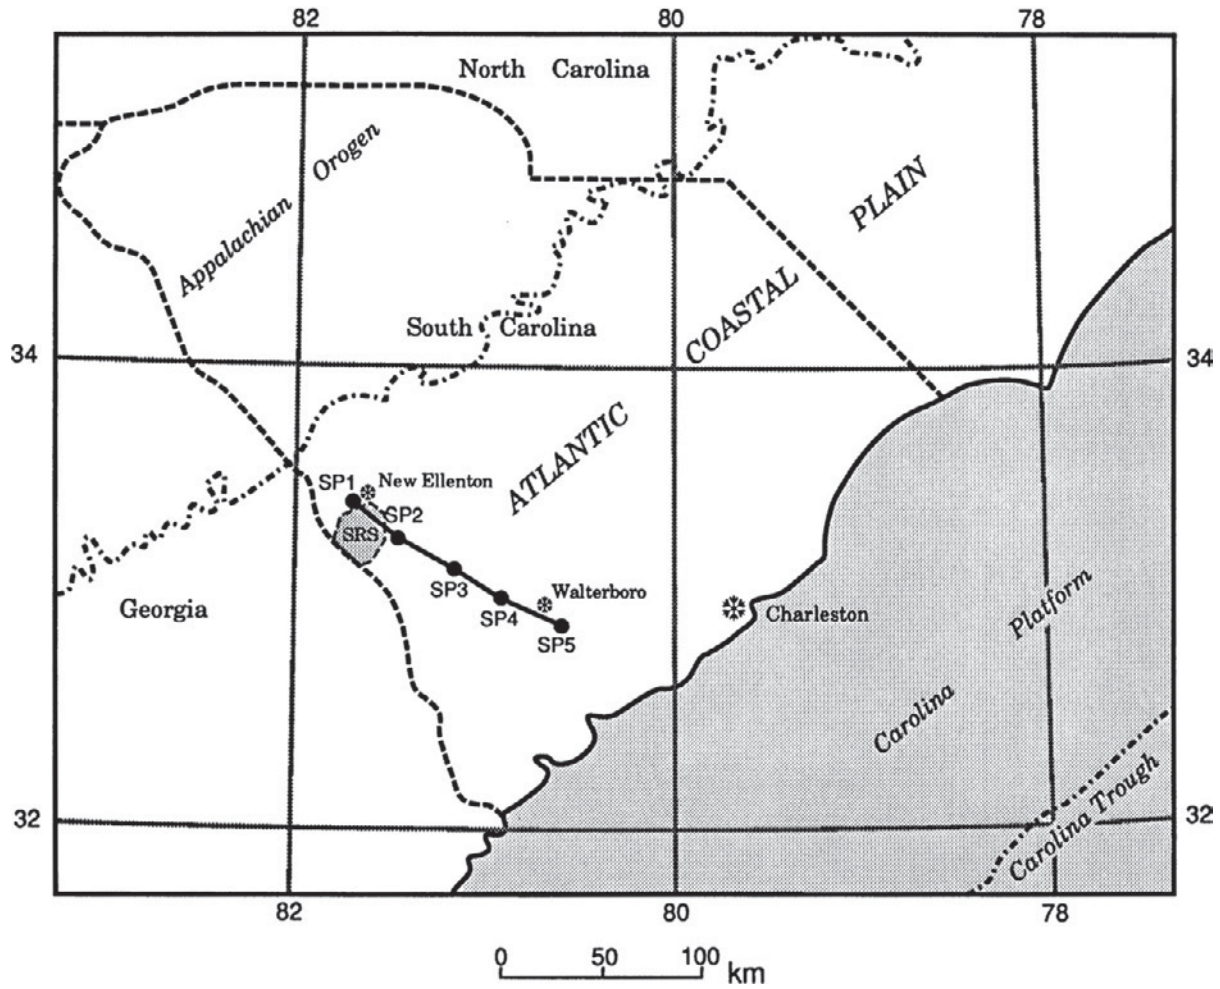 82
80
78
North Carolina
Appalachian Orogen
PLAIN
COASTAL
South Carolina
34
34
ATLANTIC
SP1
New Ellenton
SP2
SRS
SP3
Walterboro
Georgia
SP4
SP5
Charleston
Platform
Carolina
Carolina Trough
32
32
82
80
78
0
50
100
km